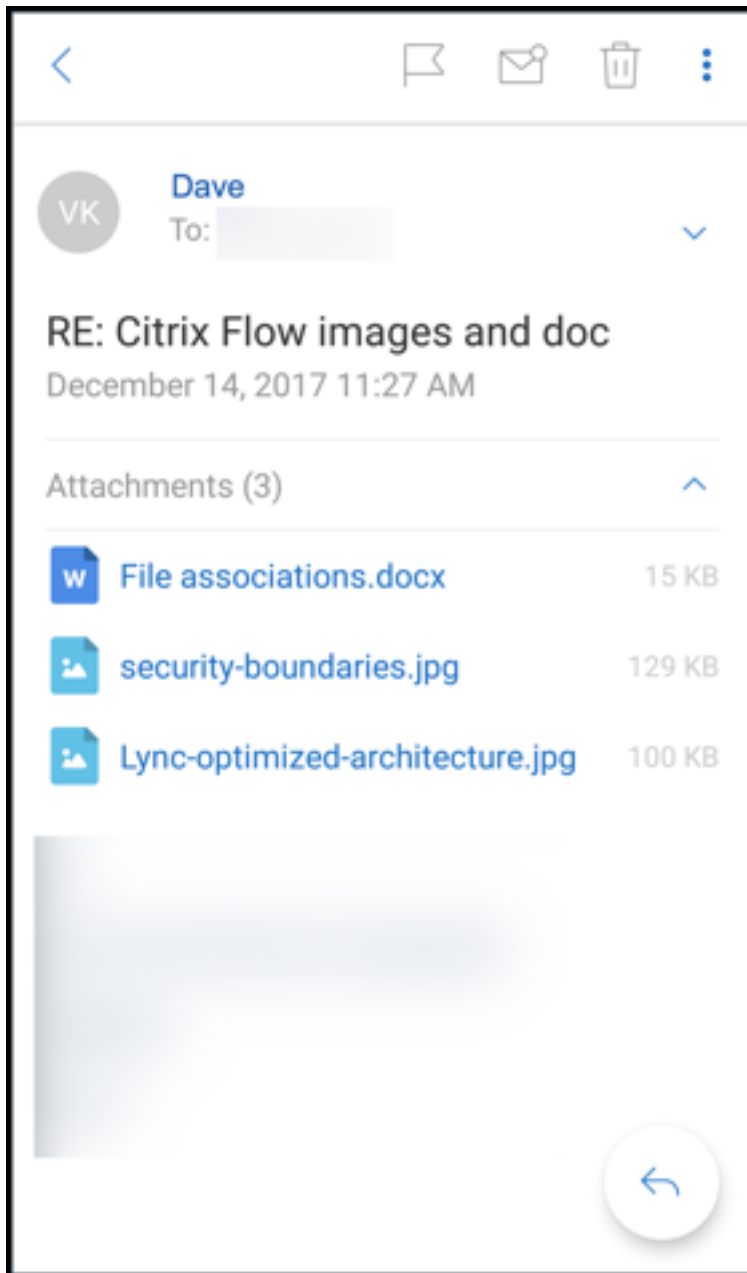 VK
Dave
To:
RE: Citrix Flow images and doc
December 14, 2017 11:27 AM
Attachments (3)
W File associations.docx 15 KB
security-boundaries.jpg 129 KB
Lync-optimized-architecture.jpg 100 KB